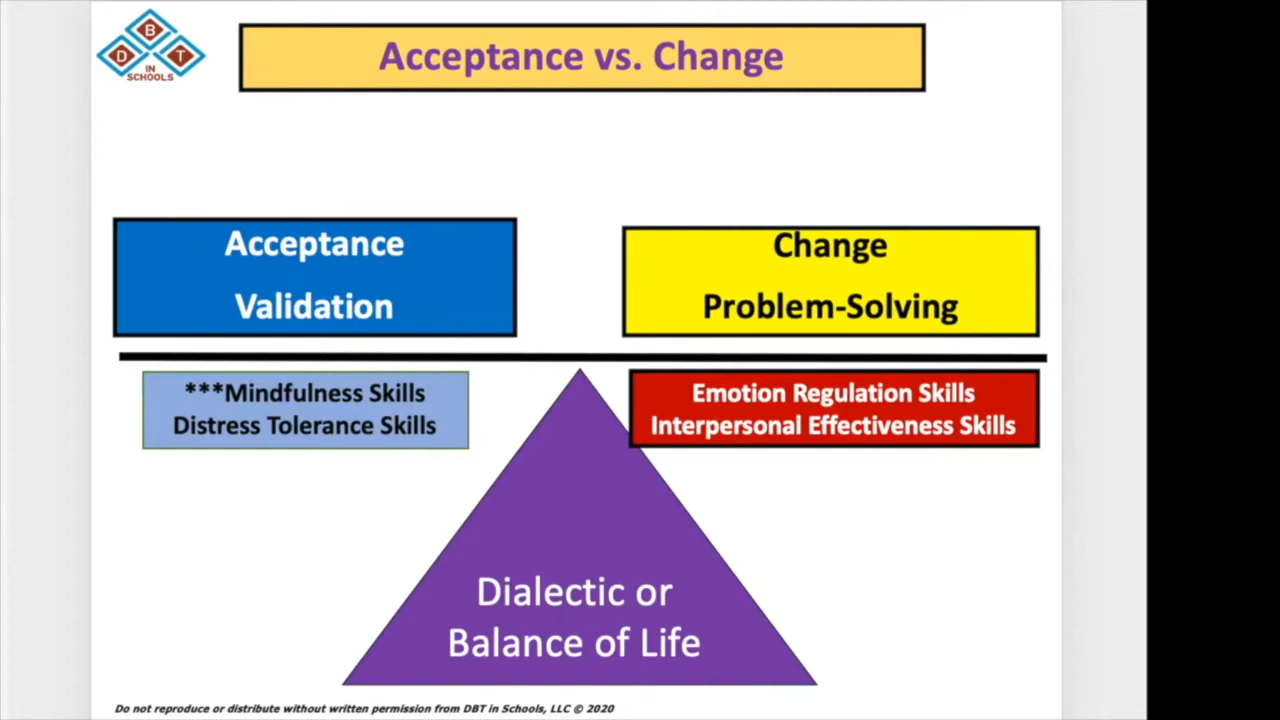 B
D T
IN
SCHOOLS
Acceptance vs. Change
Acceptance
Validation
Change
Problem-Solving
***Mindfulness Skills
Distress Tolerance Skills
Emotion Regulation Skills
Interpersonal Effectiveness Skills
Dialectic or
Balance of Life
Do not reproduce or distribute without written permission from DBT in Schools, LLC © 2020